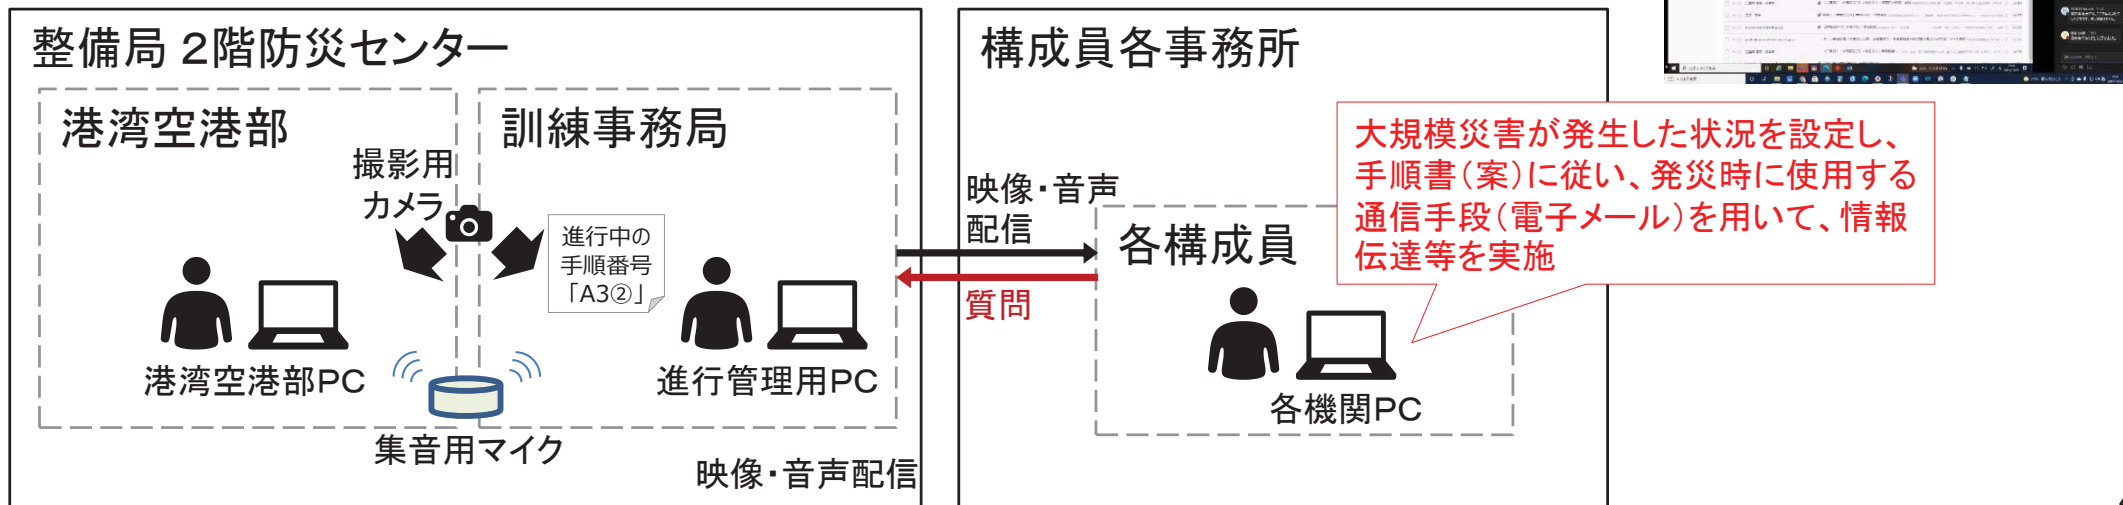 整備局 2階防災センター
港湾空港部
訓練事務局
撮影用
カメラ
進行中の
手順番号
「A3②」
港湾空港部PC
進行管理用PC
集音用マイク
映像・音声配信
映像・音声
配信
質問
構成員各事務所
各構成員
各機関PC
大規模災害が発生した状況を設定し、
手順書（案）に従い、発災時に使用する
通信手段（電子メール）を用いて、情報
伝達等を実施